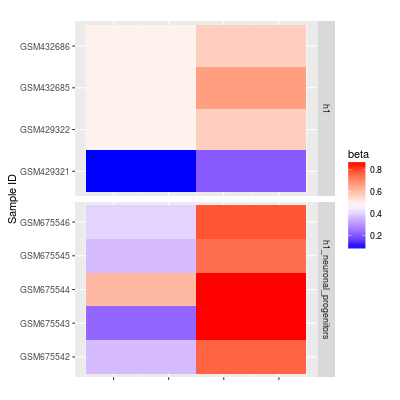 GSM432686
GSM432685
GSM429322
GSM429321
h1
Sample ID
GSM675546
GSM675545
GSM675544
GSM675543
GSM675542
h1_neuronal_progenitors
beta
0.8
0.6
0.4
0.2